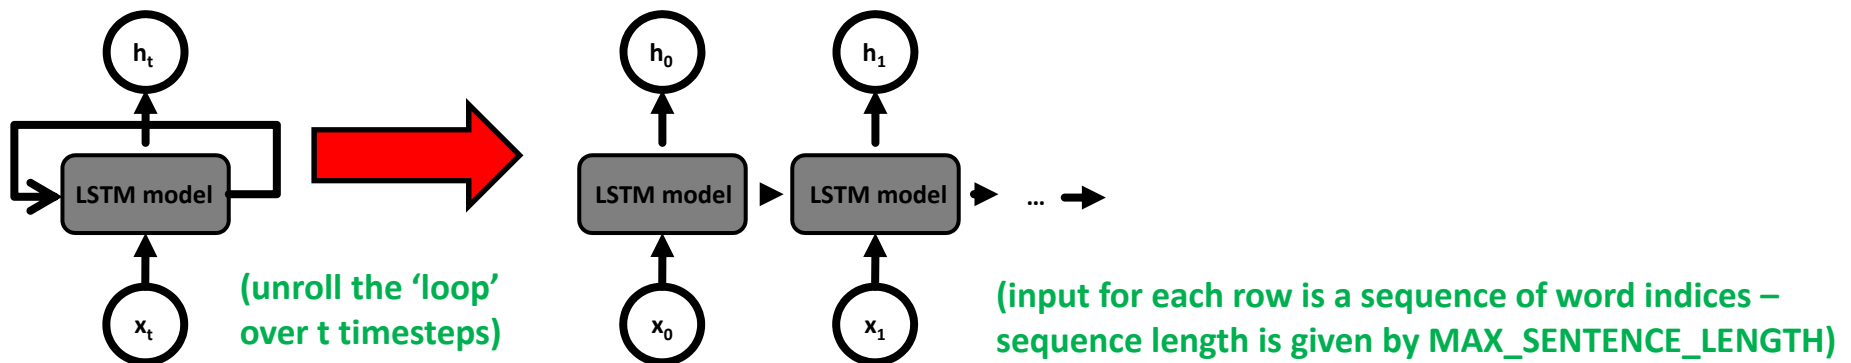 hₜ
h₀
h₁
LSTM model
LSTM model
LSTM model
...
(unroll the ‘loop’
over t timesteps)
(input for each row is a sequence of word indices –
sequence length is given by MAX_SENTENCE_LENGTH)
xₜ
x₀
x₁